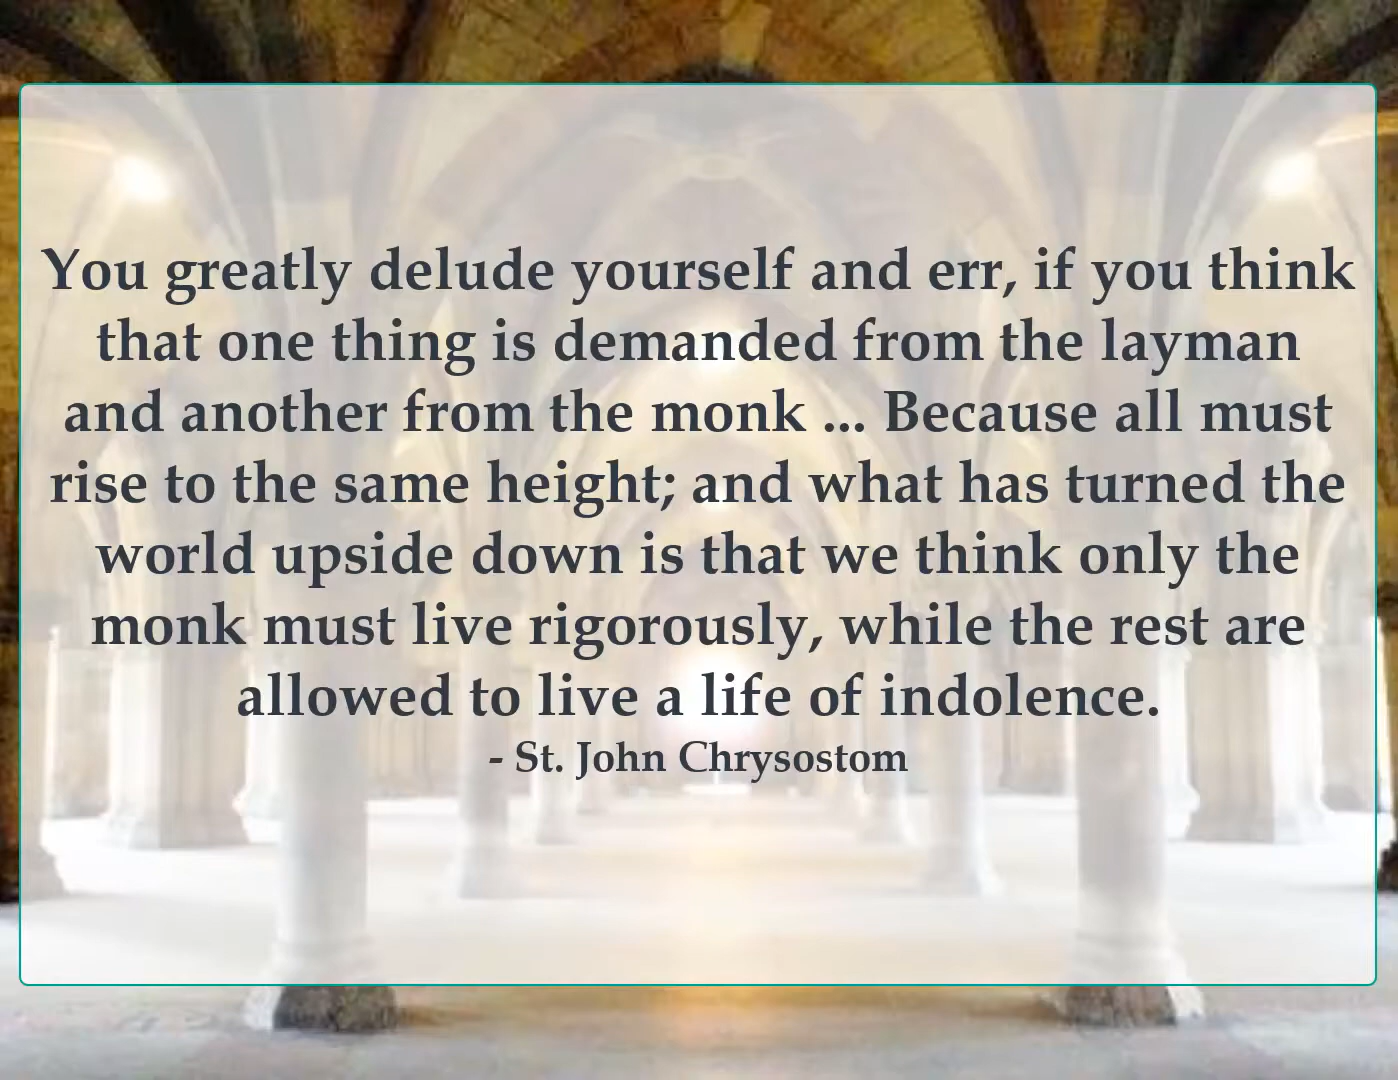 You greatly delude yourself and err, if you think
that one thing is demanded from the layman
and another from the monk ... Because all must
rise to the same height; and what has turned the
world upside down is that we think only the
monk must live rigorously, while the rest are
allowed to live a life of indolence.
- St. John Chrysostom